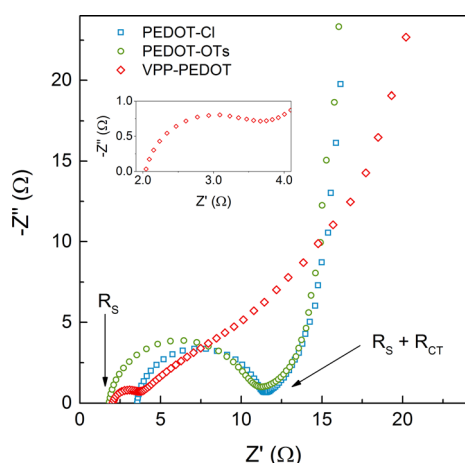 PEDOT-Cl
PEDOT-OTs
VPP-PEDOT
-Z'' (Ω)
20
15
10
5
0
1.0
0.5
0.0
-Z'' (Ω)
2.0
3.0
4.0
Z' (Ω)
R_S
R_S + R_CT
0
5
10
15
20
Z' (Ω)